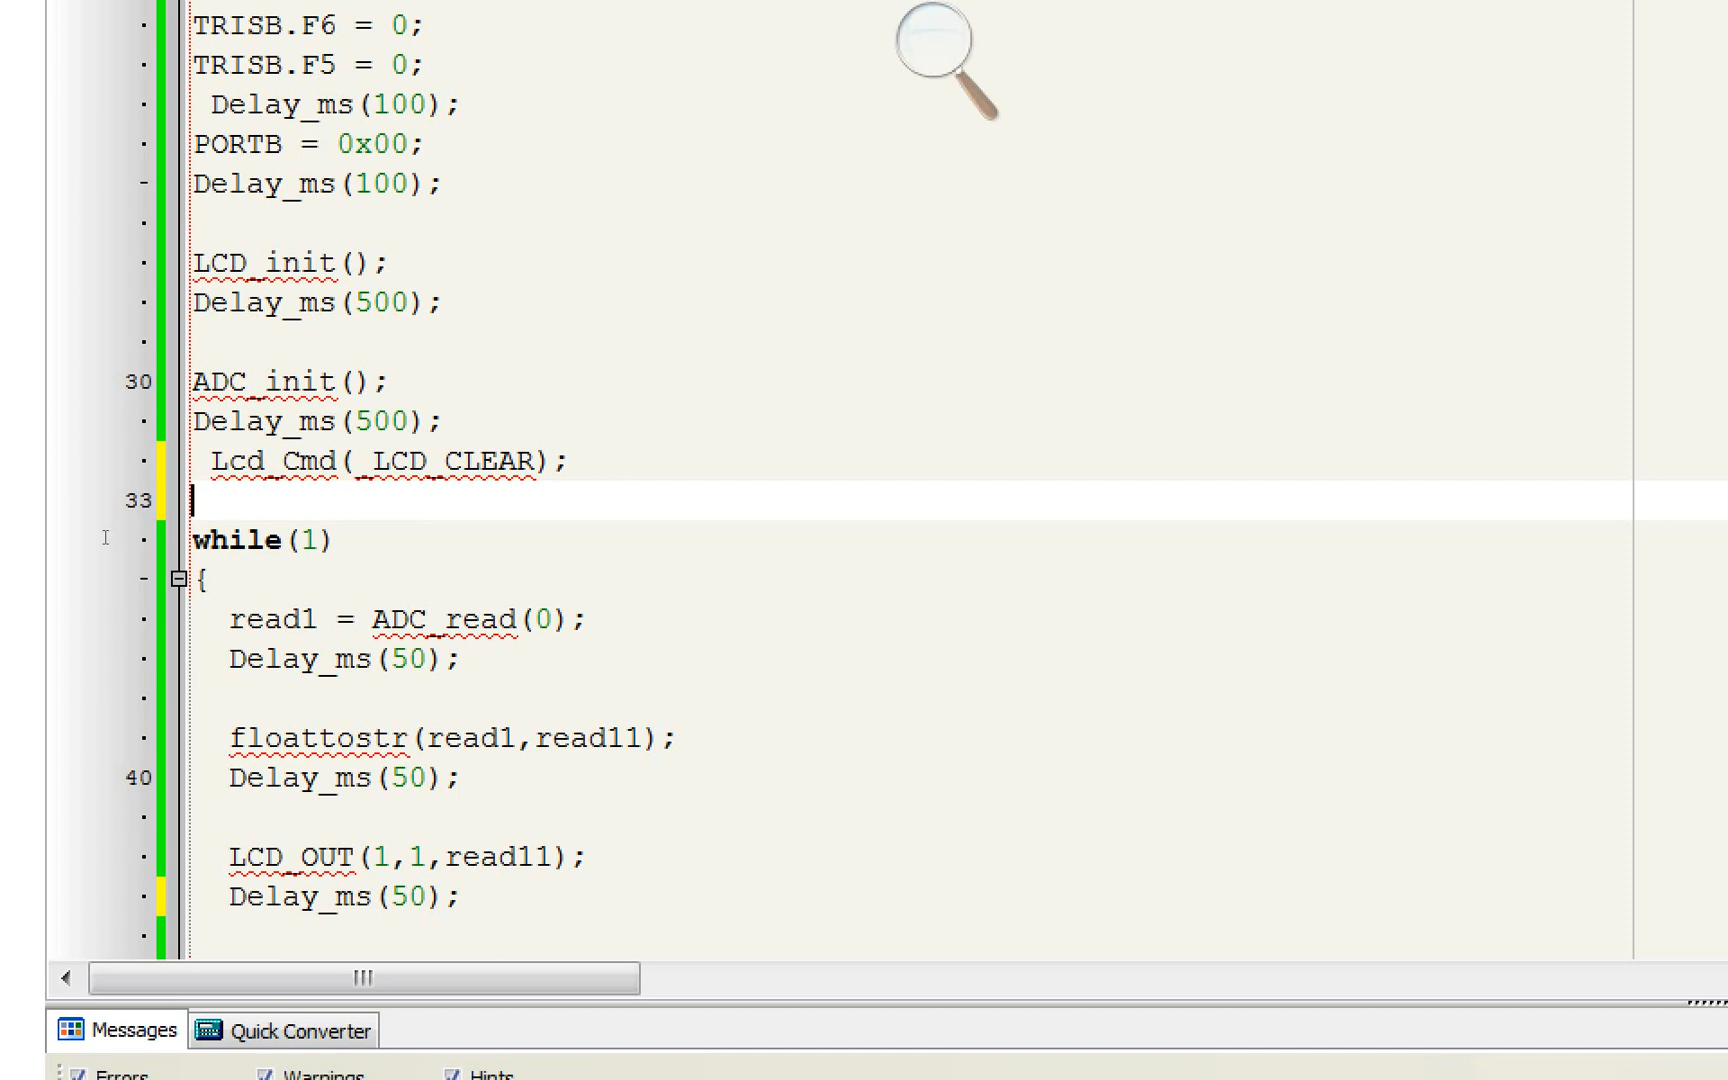 TRISB.F6 = 0;
TRISB.F5 = 0;
Delay_ms(100);
PORTB = 0x00;
Delay_ms(100);
LCD_init();
Delay_ms(500);
30 ADC_init();
Delay_ms(500);
Lcd_Cmd(_LCD_CLEAR);
33
while(1)
{
read1 = ADC_read(0);
Delay_ms(50);
floattostr(read1,read11);
40 Delay_ms(50);
LCD_OUT(1,1,read11);
Delay_ms(50);
Messages Quick Converter
Errors Warnings Hints